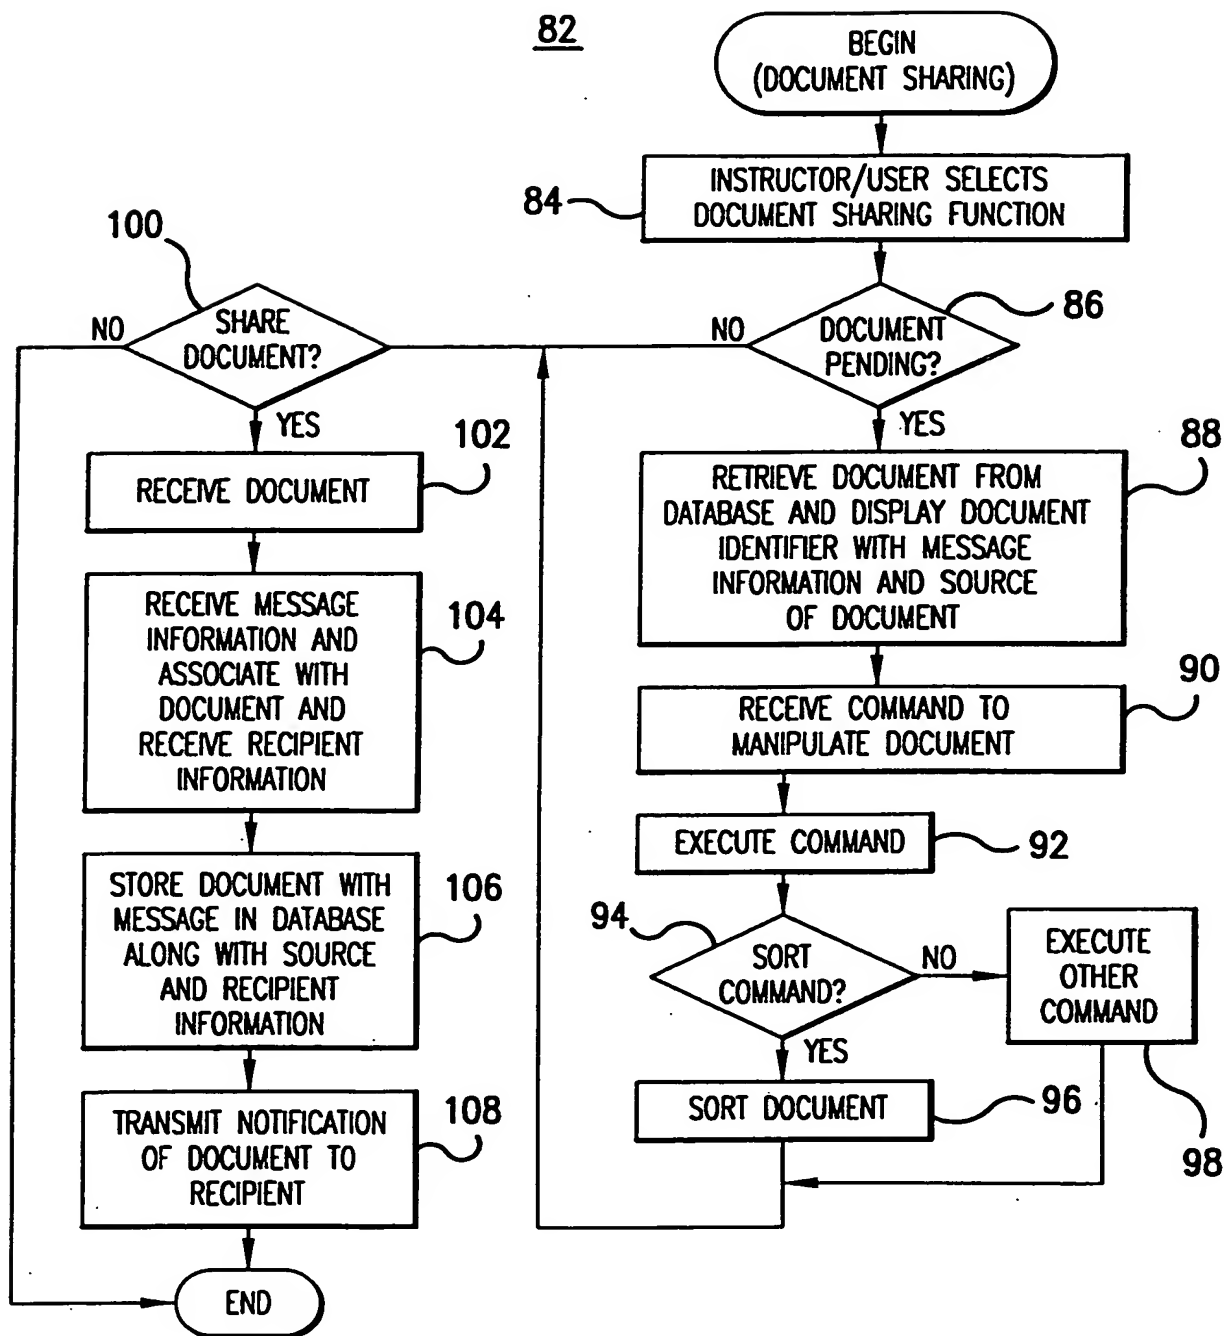 82
BEGIN
(DOCUMENT SHARING)
84
INSTRUCTOR/USER SELECTS
DOCUMENT SHARING FUNCTION
86
DOCUMENT
PENDING?
NO
YES
88
RETRIEVE DOCUMENT FROM
DATABASE AND DISPLAY DOCUMENT
IDENTIFIER WITH MESSAGE
INFORMATION AND SOURCE
OF DOCUMENT
90
RECEIVE COMMAND TO
MANIPULATE DOCUMENT
EXECUTE COMMAND
92
94
SORT
COMMAND?
NO
YES
EXECUTE
OTHER
COMMAND
98
SORT DOCUMENT
96
100
SHARE
DOCUMENT?
NO
YES
102
RECEIVE DOCUMENT
RECEIVE MESSAGE
INFORMATION AND
ASSOCIATE WITH
DOCUMENT AND
RECEIVE RECIPIENT
INFORMATION
104
STORE DOCUMENT WITH
MESSAGE IN DATABASE
ALONG WITH SOURCE
AND RECIPIENT
INFORMATION
106
TRANSMIT NOTIFICATION
OF DOCUMENT TO
RECIPIENT
108
END